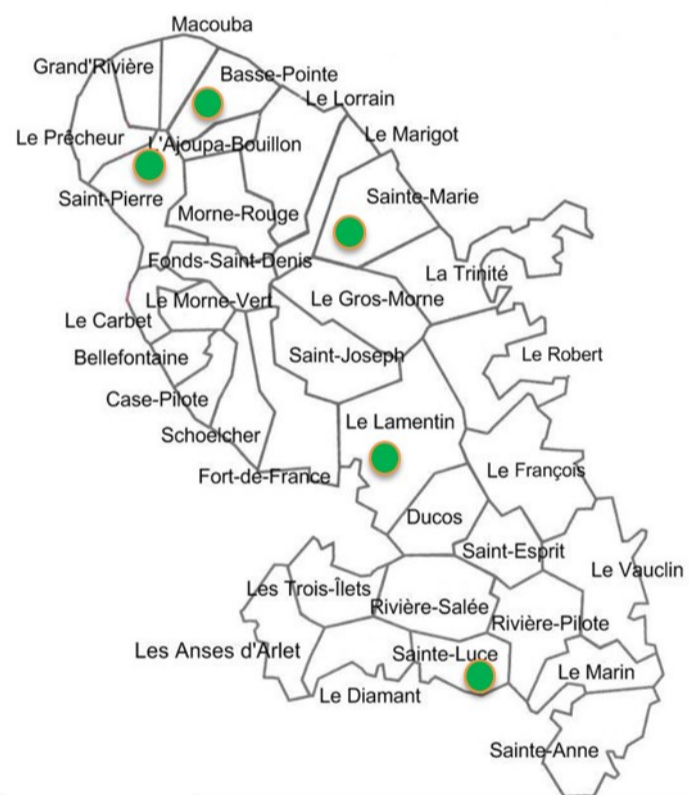 Macouba
Grand'Rivière
Basse-Pointe
Le Lorrain
Le Prêcheur
L'Ajoupa-Bouillon
Le Marigot
Saint-Pierre
Morne-Rouge
Sainte-Marie
Fonds-Saint-Denis
La Trinité
Le Morne-Vert
Le Gros-Morne
Le Carbet
Bellefontaine
Saint-Joseph
Le Robert
Case-Pilote
Schoelcher
Le Lamentin
Fort-de-France
Le François
Ducos
Saint-Esprit
Le Vauclin
Les Trois-Îlets
Rivière-Salée
Rivière-Pilote
Les Anses d'Arlet
Sainte-Luce
Le Marin
Le Diamant
Sainte-Anne